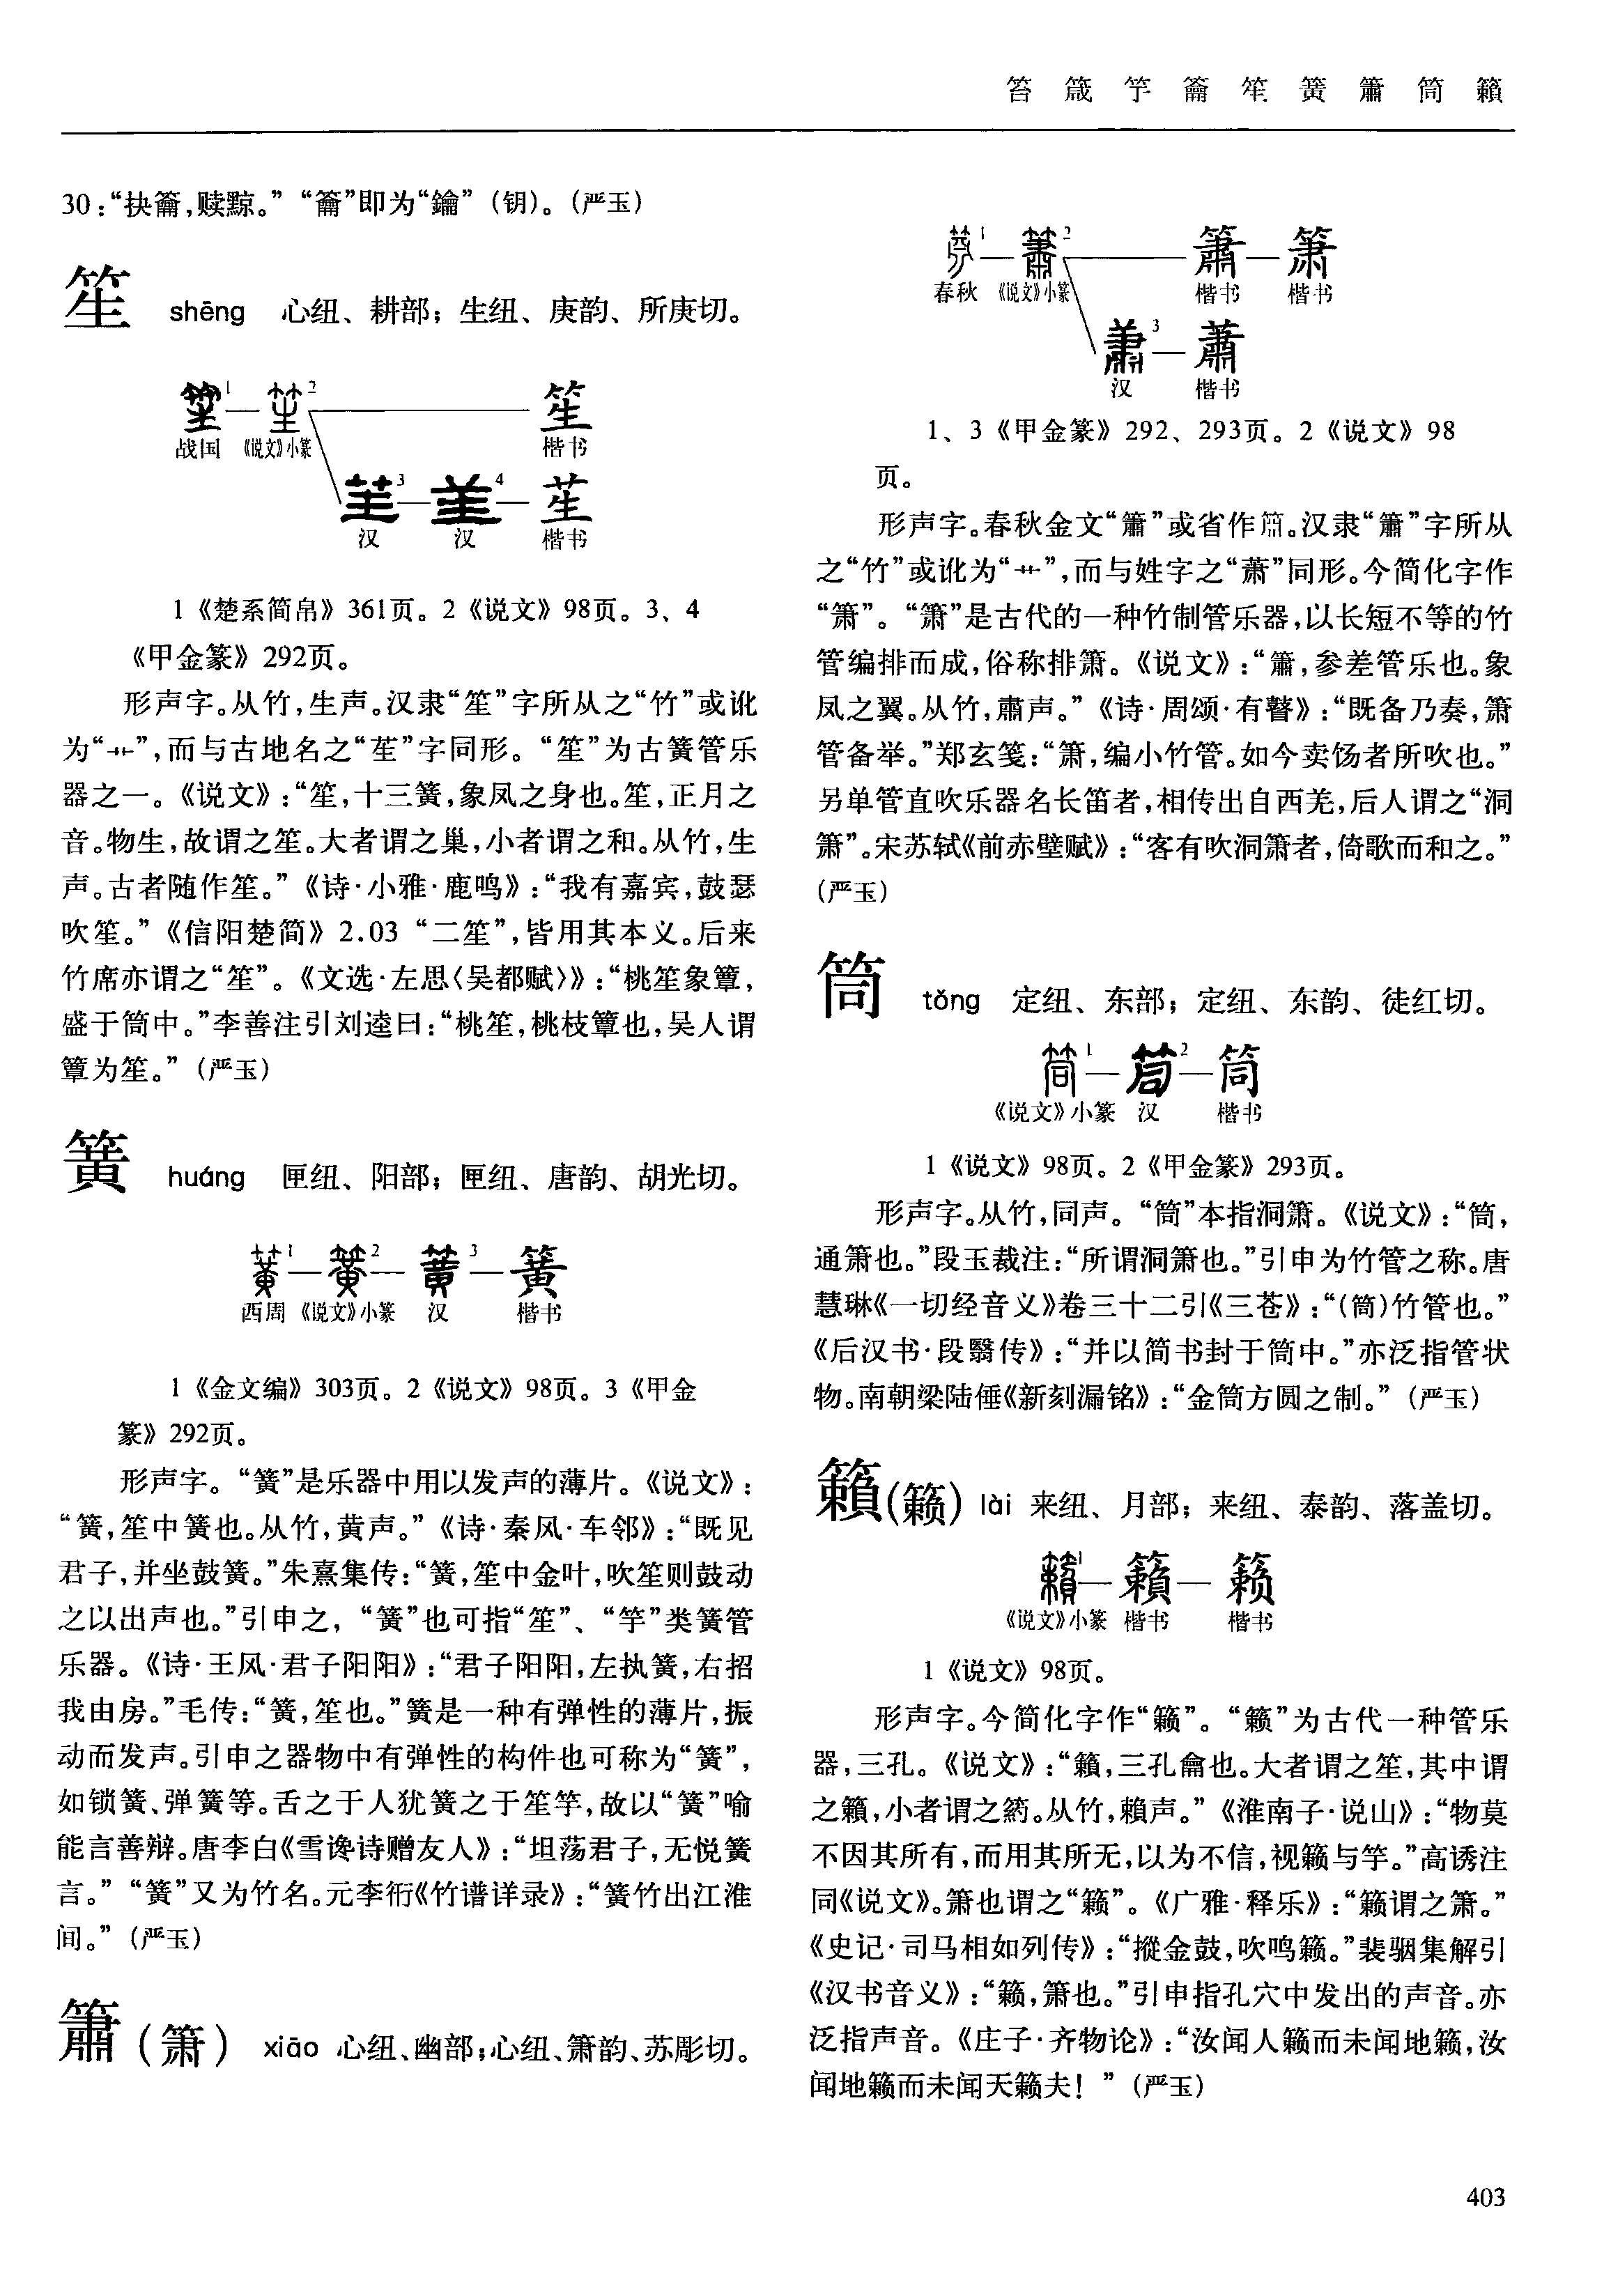 笞 箴 竽 籥 笙 簧 簫 筒 籟
30：“抉籥，赎黥。”“籥”即为“鑰”（钥）。（严玉）
笙 shēng 心纽、耕部；生纽、庚韵、所庚切。
1 2 笙
战国 《说文》小篆 楷书
3 4 苼
汉 汉 楷书
1《楚系简帛》361页。2《说文》98页。3、4
《甲金篆》292页。
形声字。从竹，生声。汉隶“笙”字所从之“竹”或讹
为“艹”，而与古地名之“苼”字同形。“笙”为古簧管乐
器之一。《说文》：“笙，十三簧，象凤之身也。笙，正月之
音。物生，故谓之笙。大者谓之巢，小者谓之和。从竹，生
声。古者随作笙。”《诗·小雅·鹿鸣》：“我有嘉宾，鼓瑟
吹笙。”《信阳楚简》2.03“二笙”，皆用其本义。后来
竹席亦谓之“笙”。《文选·左思〈吴都赋〉》：“桃笙象簟，
盛于筒中。”李善注引刘逵曰：“桃笙，桃枝簟也，吴人谓
簟为笙。”（严玉）
簧 huáng 匣纽、阳部；匣纽、唐韵、胡光切。
1 2 3 簧
西周 《说文》小篆 汉 楷书
1《金文编》303页。2《说文》98页。3《甲金
篆》292页。
形声字。“簧”是乐器中用以发声的薄片。《说文》：
“簧，笙中簧也。从竹，黄声。”《诗·秦风·车邻》：“既见
君子，并坐鼓簧。”朱熹集传：“簧，笙中金叶，吹笙则鼓动
之以出声也。”引申之，“簧”也可指“笙”、“竽”类簧管
乐器。《诗·王风·君子阳阳》：“君子阳阳，左执簧，右招
我由房。”毛传：“簧，笙也。”簧是一种有弹性的薄片，振
动而发声。引申之器物中有弹性的构件也可称为“簧”，
如锁簧、弹簧等。舌之于人犹簧之于笙竽，故以“簧”喻
能言善辩。唐李白《雪谗诗赠友人》：“坦荡君子，无悦簧
言。”“簧”又为竹名。元李衎《竹谱详录》：“簧竹出江淮
间。”（严玉）
簫（箫） xiāo 心纽、幽部；心纽、箫韵、苏彫切。
1 2 簫 箫
春秋 《说文》小篆 楷书 楷书
3 蕭
汉 楷书
1、3《甲金篆》292、293页。2《说文》98
页。
形声字。春秋金文“簫”或省作。汉隶“簫”字所从
之“竹”或讹为“艹”，而与姓字之“萧”同形。今简化字作
“箫”。“箫”是古代的一种竹制管乐器，以长短不等的竹
管编排而成，俗称排箫。《说文》：“簫，参差管乐也。象
凤之翼。从竹，肅声。”《诗·周颂·有瞽》：“既备乃奏，箫
管备举。”郑玄笺：“箫，编小竹管。如今卖饧者所吹也。”
另单管直吹乐器名长笛者，相传出自西羌，后人谓之“洞
箫”。宋苏轼《前赤壁赋》：“客有吹洞箫者，倚歌而和之。”
（严玉）
筒 tǒng 定纽、东部；定纽、东韵、徒红切。
1 2 筒
《说文》小篆 汉 楷书
1《说文》98页。2《甲金篆》293页。
形声字。从竹，同声。“筒”本指洞箫。《说文》：“筒，
通箫也。”段玉裁注：“所谓洞箫也。”引申为竹管之称。唐
慧琳《一切经音义》卷三十二引《三苍》：“（筒）竹管也。”
《后汉书·段翳传》：“并以简书封于筒中。”亦泛指管状
物。南朝梁陆倕《新刻漏铭》：“金筒方圆之制。”（严玉）
籟（籁） lài 来纽、月部；来纽、泰韵、落盖切。
1 籟 籁
《说文》小篆 楷书 楷书
1《说文》98页。
形声字。今简化字作“籁”。“籁”为古代一种管乐
器，三孔。《说文》：“籟，三孔龠也。大者谓之笙，其中谓
之籟，小者谓之箹。从竹，賴声。”《淮南子·说山》：“物莫
不因其所有，而用其所无，以为不信，视籁与竽。”高诱注
同《说文》。箫也谓之“籁”。《广雅·释乐》：“籁谓之箫。”
《史记·司马相如列传》：“摐金鼓，吹鸣籁。”裴骃集解引
《汉书音义》：“籁，箫也。”引申指孔穴中发出的声音。亦
泛指声音。《庄子·齐物论》：“汝闻人籁而未闻地籁，汝
闻地籁而未闻天籁夫！”（严玉）
403